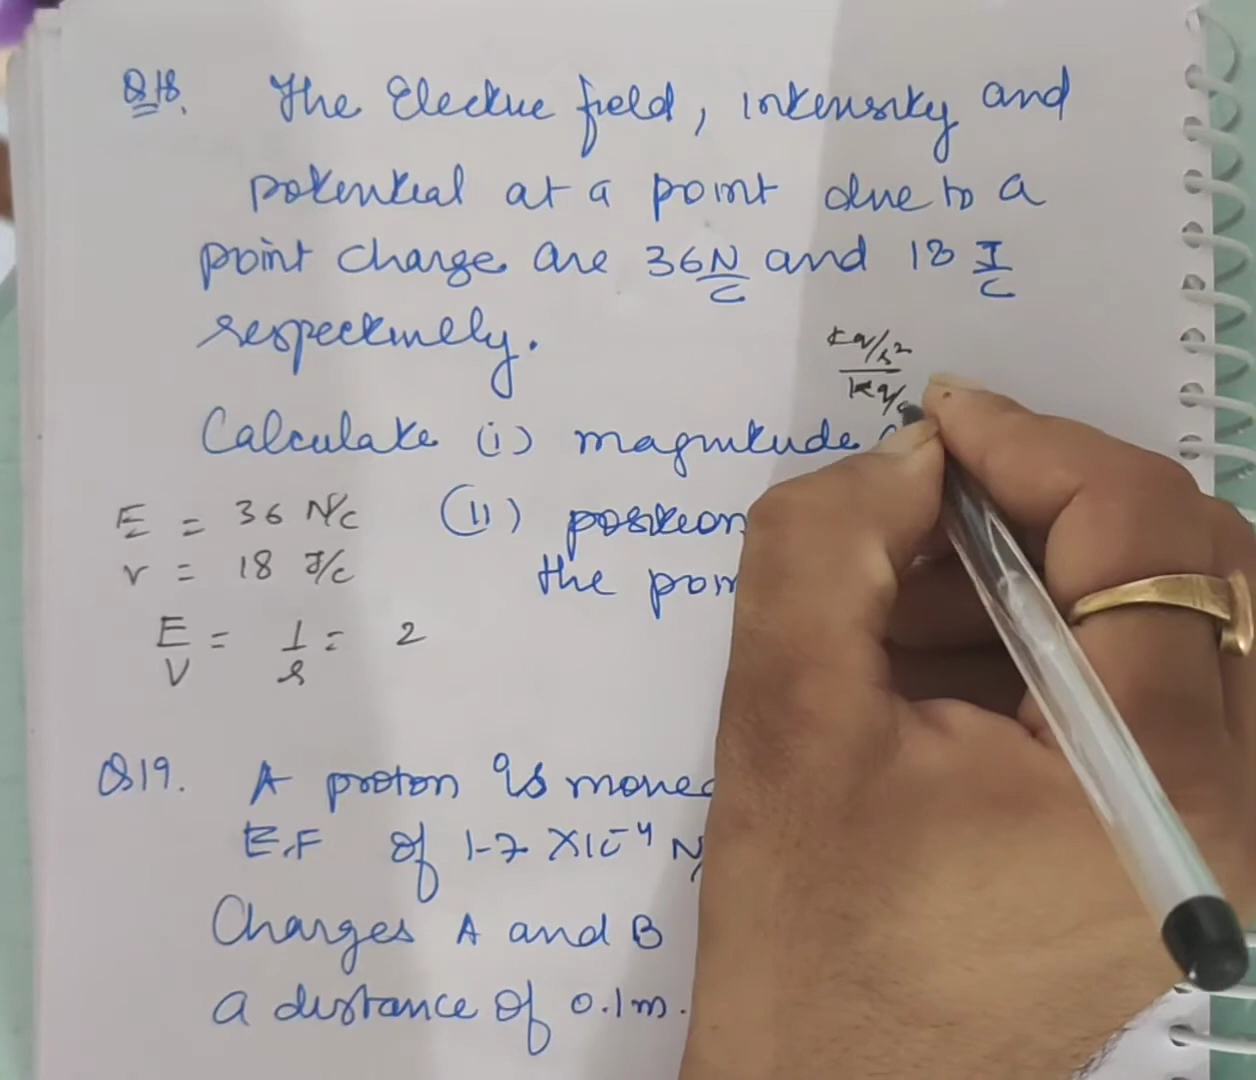 Q18. The Electric field, intensity and
potential at a point due to a
point charge are 36 N/C and 18 J/C
respectively.
kq/r²
kq/
Calculate (i) magnitude
E = 36 N/C (ii) position
V = 18 J/C the
E/V = 1/r = 2
Q19. A proton is moved
E.F of 1.7 × 10⁻⁴ N/
Charges A and B
a distance of 0.1m.